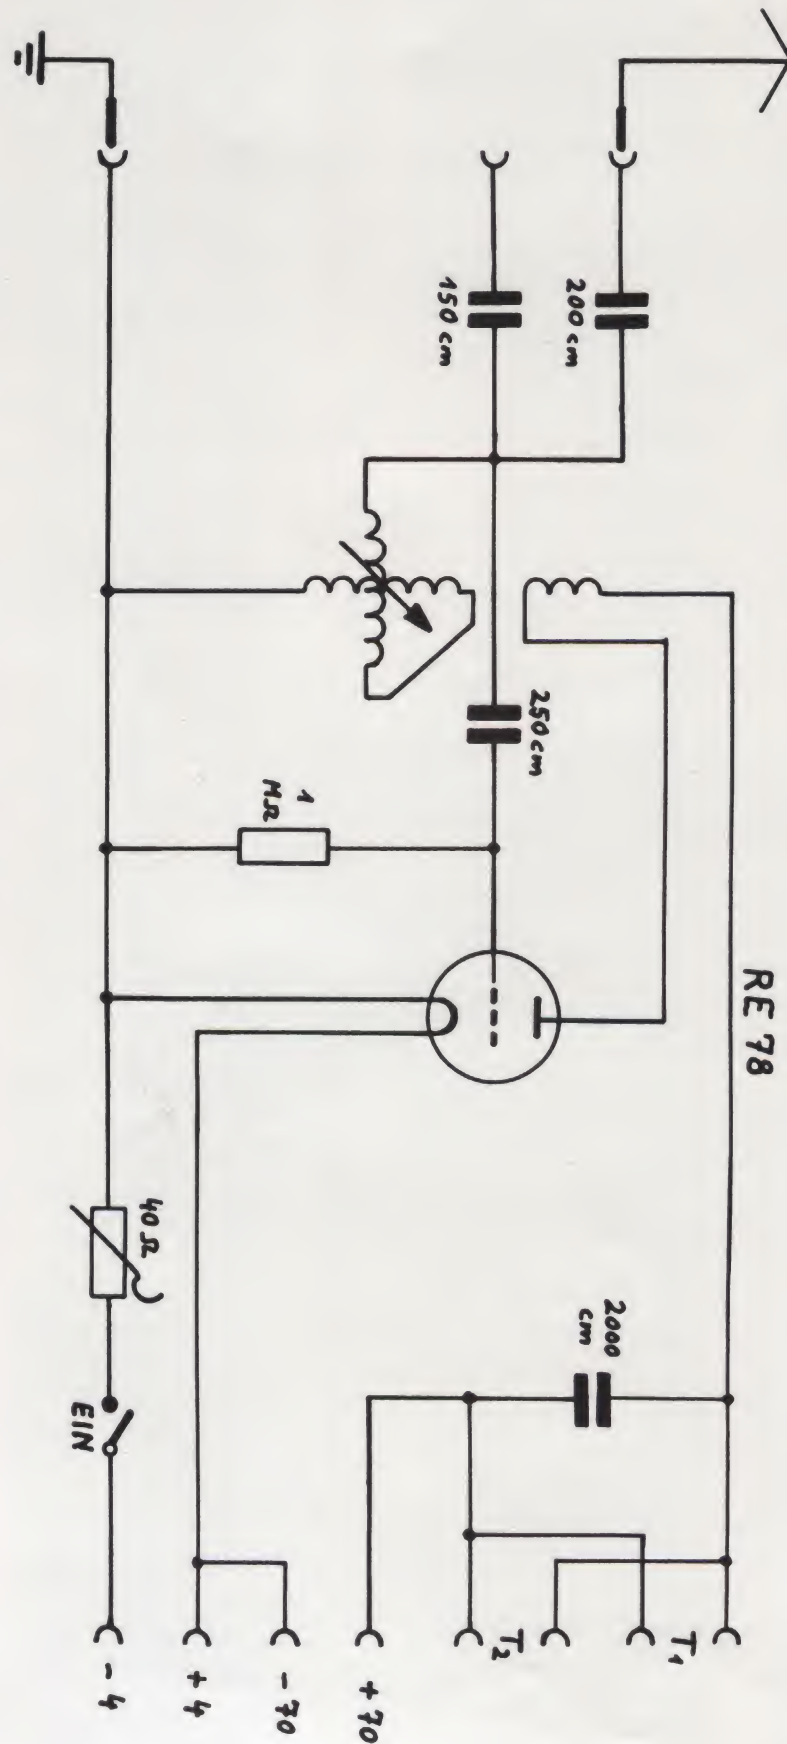 200 cm
150 cm
250 cm
1
MΩ
RE 78
40 Ω
EIN
2000
cm
T1
T2
+ 70
- 70
+ 4
- 4